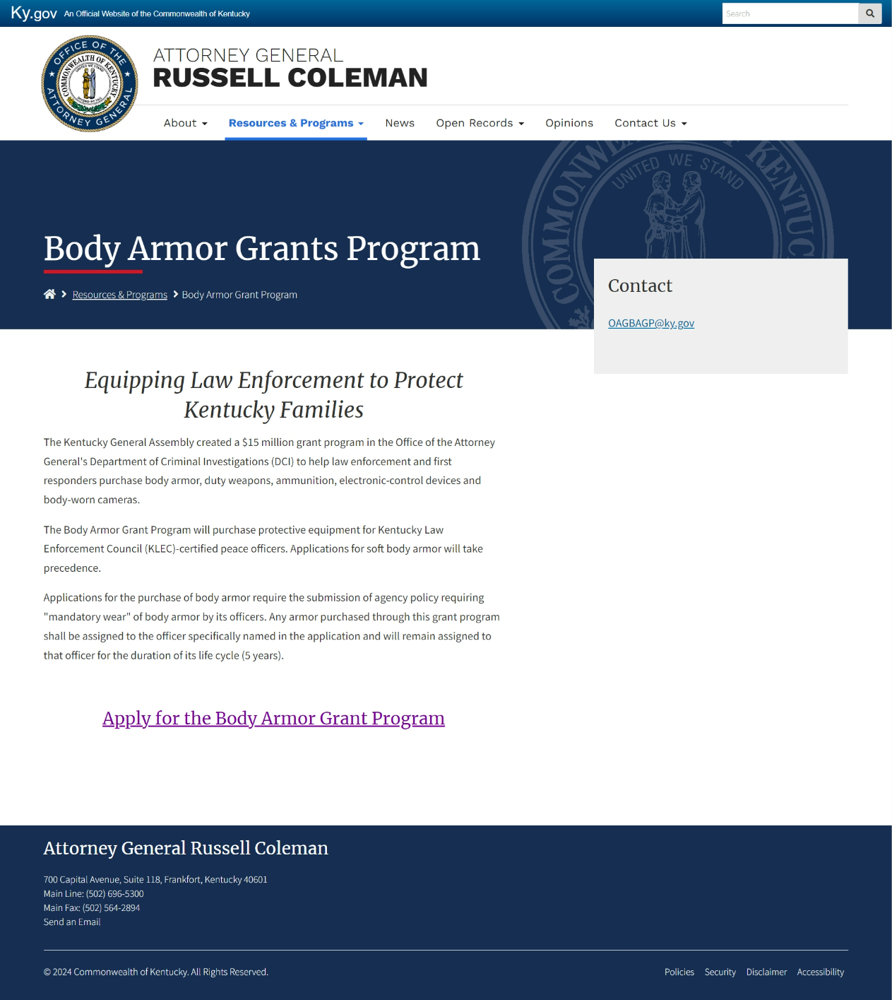 Ky.gov An Official Website of the Commonwealth of Kentucky
Search
OFFICE OF THE ATTORNEY GENERAL
COMMONWEALTH OF KENTUCKY
UNITED WE STAND
DIVIDED WE FALL
ATTORNEY GENERAL
RUSSELL COLEMAN
About Resources & Programs News Open Records Opinions Contact Us
COMMONWEALTH OF KENTUC
UNITED WE STAND
Body Armor Grants Program
Resources & Programs Body Armor Grant Program
Contact
OAGBAGP@ky.gov
Equipping Law Enforcement to Protect
Kentucky Families
The Kentucky General Assembly created a $15 million grant program in the Office of the Attorney
General's Department of Criminal Investigations (DCI) to help law enforcement and first
responders purchase body armor, duty weapons, ammunition, electronic-control devices and
body-worn cameras.
The Body Armor Grant Program will purchase protective equipment for Kentucky Law
Enforcement Council (KLEC)-certified peace officers. Applications for soft body armor will take
precedence.
Applications for the purchase of body armor require the submission of agency policy requiring
"mandatory wear" of body armor by its officers. Any armor purchased through this grant program
shall be assigned to the officer specifically named in the application and will remain assigned to
that officer for the duration of its life cycle (5 years).
Apply for the Body Armor Grant Program
Attorney General Russell Coleman
700 Capital Avenue, Suite 118, Frankfort, Kentucky 40601
Main Line: (502) 696-5300
Main Fax: (502) 564-2894
Send an Email
© 2024 Commonwealth of Kentucky. All Rights Reserved.
Policies Security Disclaimer Accessibility